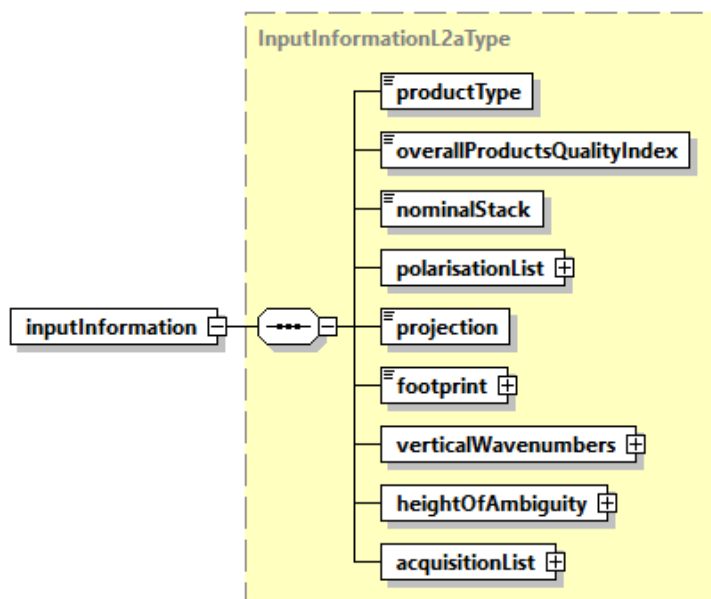 InputInformationL2aType
productType
overallProductsQualityIndex
nominalStack
polarisationList
inputInformation
projection
footprint
verticalWavenumbers
heightOfAmbiguity
acquisitionList